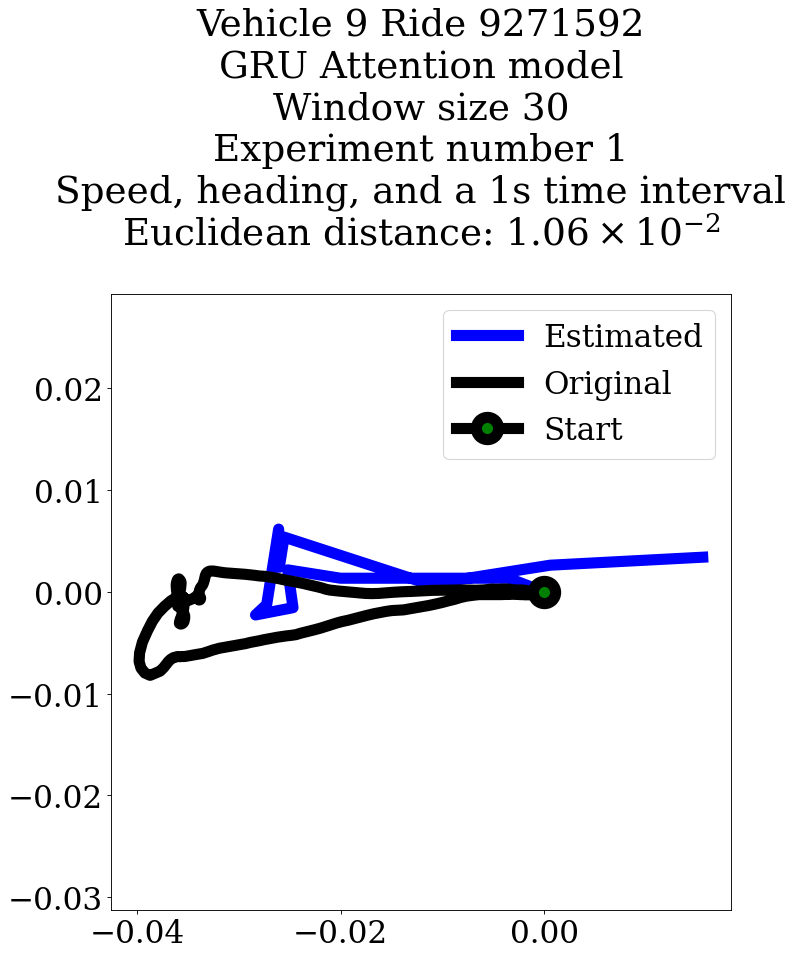 Vehicle 9 Ride 9271592
GRU Attention model
Window size 30
Experiment number 1
Speed, heading, and a 1s time interval
Euclidean distance: 1.06 × 10⁻²
Estimated
Original
Start
0.02
0.01
0.00
−0.01
−0.02
−0.03
−0.04
−0.02
0.00